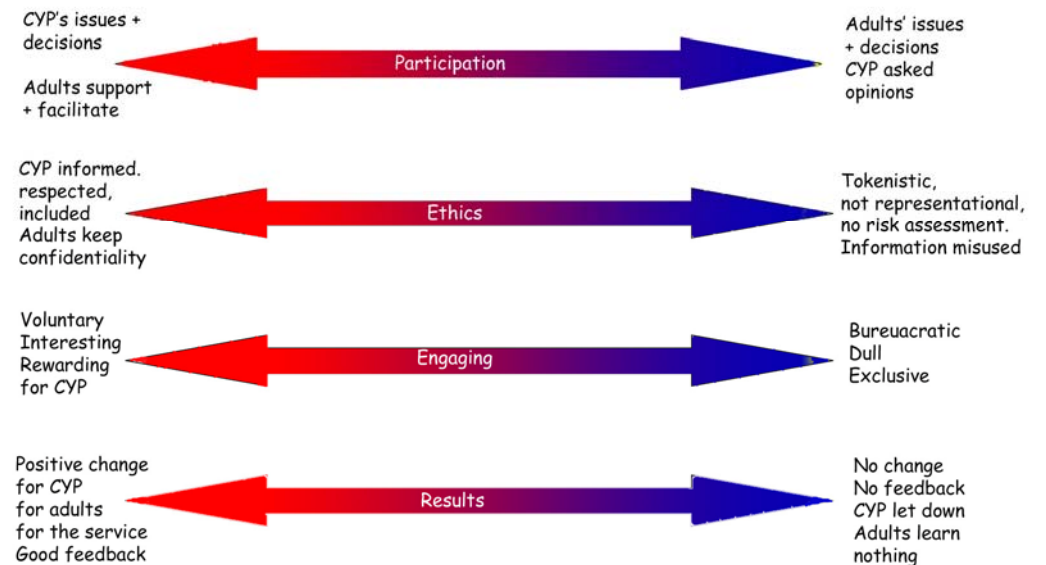 CYP's issues +
decisions
Adults support
+ facilitate
Participation
Adults' issues
+ decisions
CYP asked
opinions
CYP informed.
respected,
included
Adults keep
confidentiality
Ethics
Tokenistic,
not representational,
no risk assessment.
Information misused
Voluntary
Interesting
Rewarding
for CYP
Engaging
Bureuacratic
Dull
Exclusive
Positive change
for CYP
for adults
for the service
Good feedback
Results
No change
No feedback
CYP let down
Adults learn
nothing